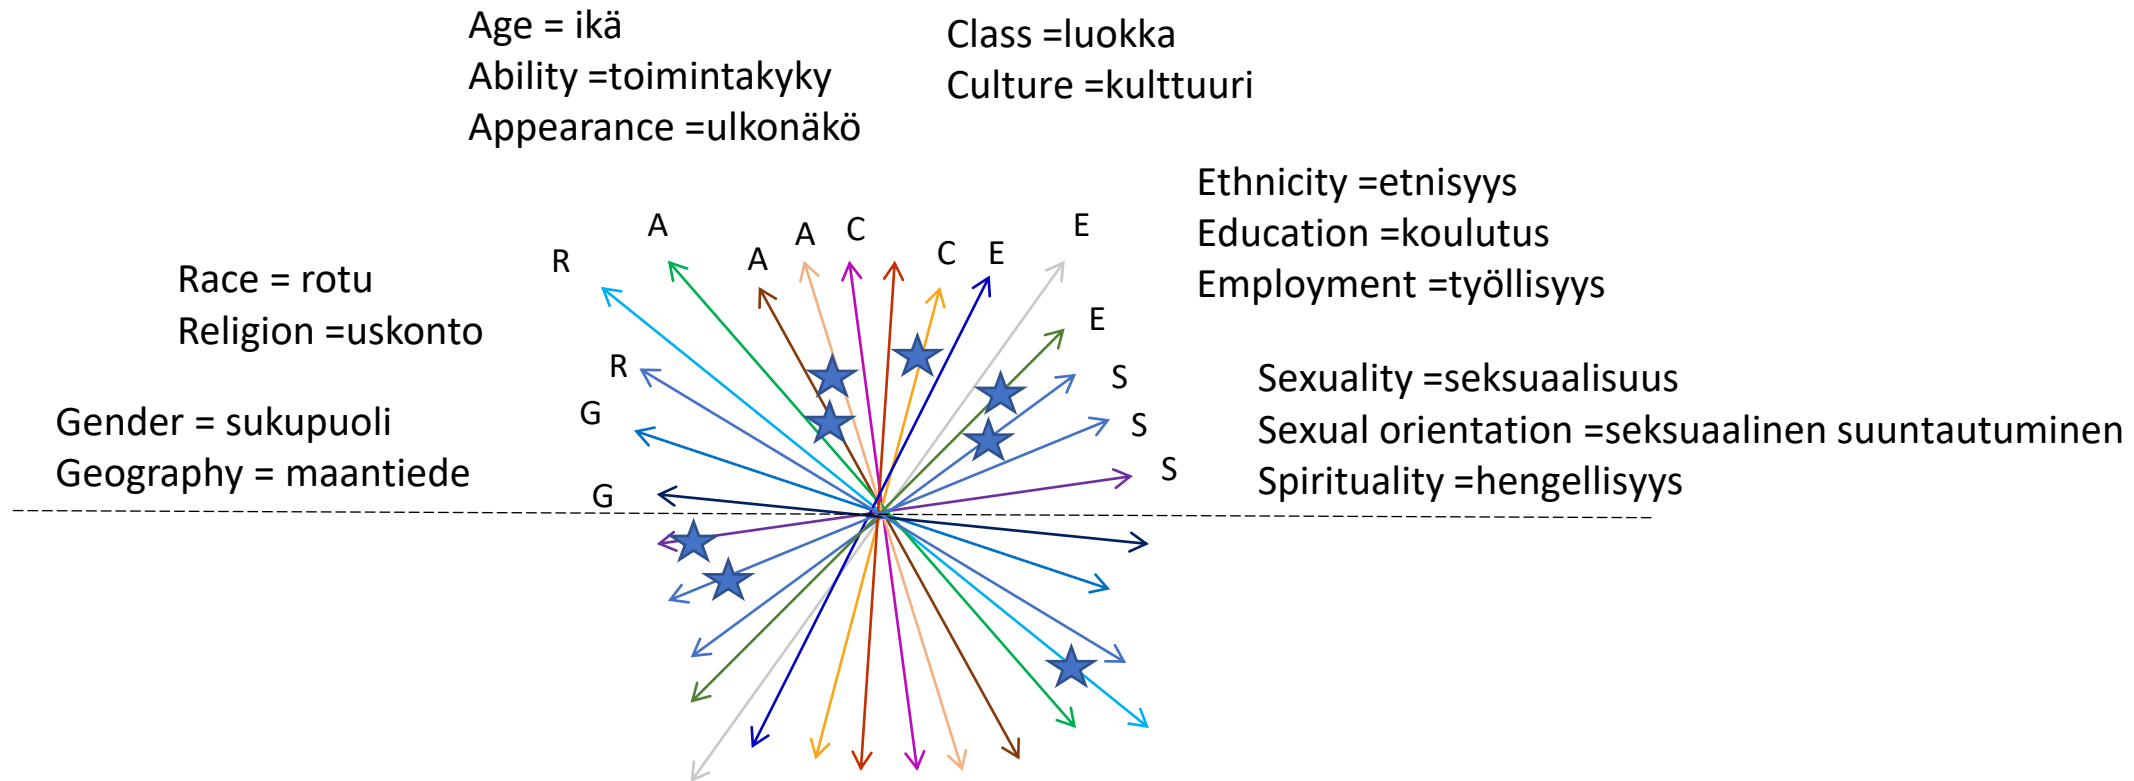 Age = ikä
Ability =toimintakyky
Appearance =ulkonäkö
Class =luokka
Culture =kulttuuri
Ethnicity =etnisyys
Education =koulutus
Employment =työllisyys
Race = rotu
Religion =uskonto
Gender = sukupuoli
Geography = maantiede
Sexuality =seksuaalisuus
Sexual orientation =seksuaalinen suuntautuminen
Spirituality =hengellisyys
G
G
R
R
A
A
A
C
C
E
E
E
S
S
S